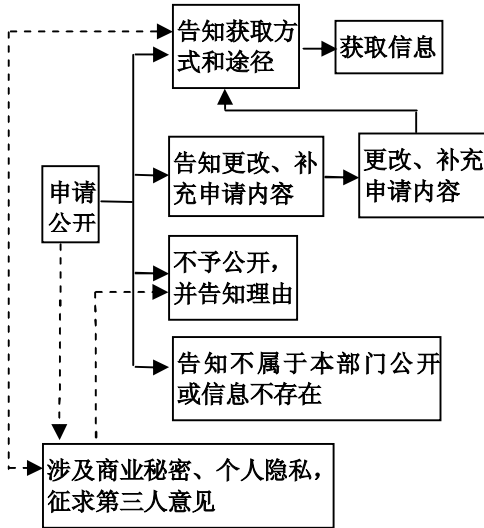 告知获取方
式和途径
获取信息
告知更改、补
充申请内容
更改、补充
申请内容
申请
公开
不予公开，
并告知理由
告知不属于本部门公开
或信息不存在
涉及商业秘密、个人隐私，
征求第三人意见